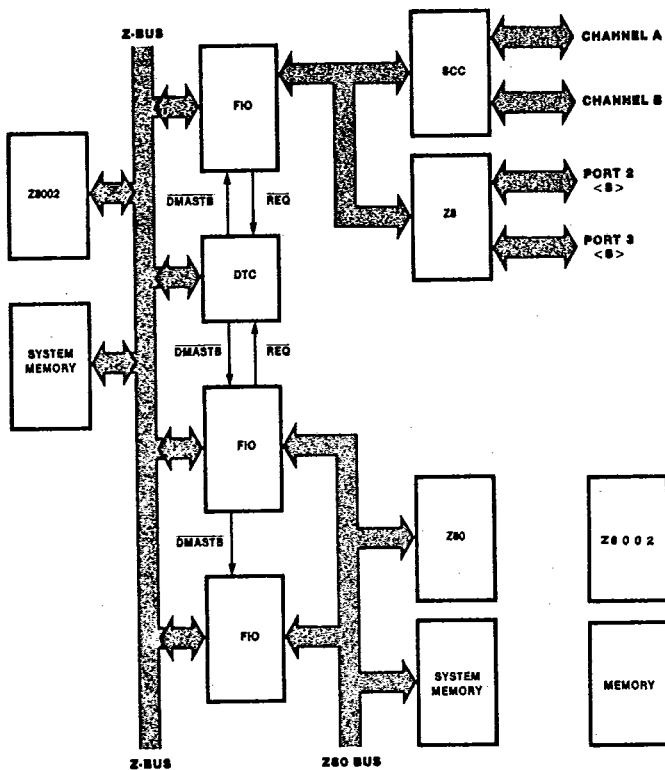 Z-BUS
FIO
SCC
CHANNEL A
CHANNEL B
Z8002
DMASTB
REQ
Z8
PORT 2
<8>
PORT 3
<8>
DTC
SYSTEM
MEMORY
DMASTB
REQ
FIO
DMASTB
Z80
Z8002
FIO
SYSTEM
MEMORY
MEMORY
Z-BUS
Z80 BUS